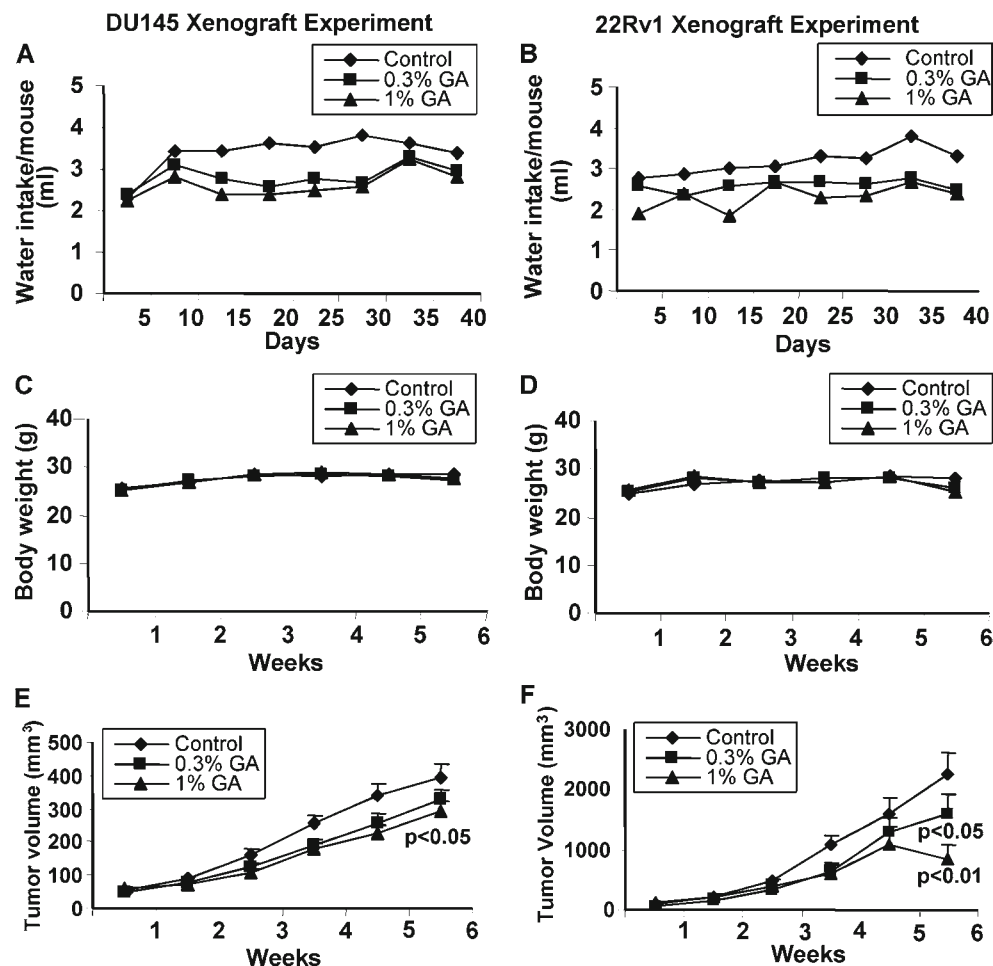 DU145 Xenograft Experiment
22Rv1 Xenograft Experiment
A
Control
0.3% GA
1% GA
Water intake/mouse
(ml)
5
4
3
2
1
0
5 10 15 20 25 30 35 40
Days
B
Control
0.3% GA
1% GA
Water intake/mouse
(ml)
5
4
3
2
1
0
5 10 15 20 25 30 35 40
Days
C
Control
0.3% GA
1% GA
Body weight (g)
40
30
20
10
0
1 2 3 4 5 6
Weeks
D
Control
0.3% GA
1% GA
Body weight (g)
40
30
20
10
0
1 2 3 4 5 6
Weeks
E
Control
0.3% GA
1% GA
Tumor volume (mm³)
500
400
300
200
100
0
p<0.05
1 2 3 4 5 6
Weeks
F
Control
0.3% GA
1% GA
Tumor Volume (mm³)
3000
2000
1000
0
p<0.05
p<0.01
1 2 3 4 5 6
Weeks